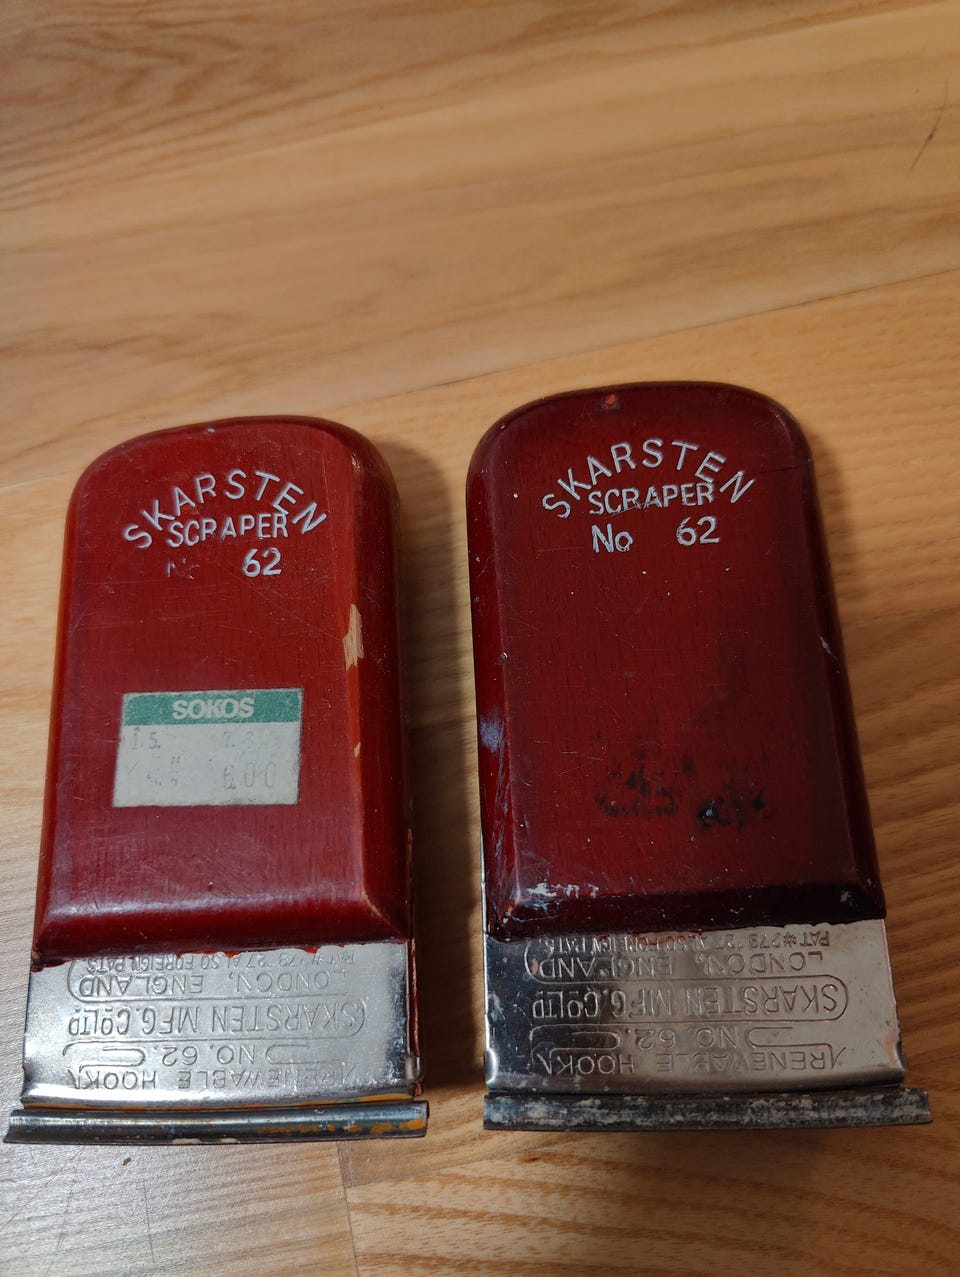 SKARSTEN
SCRAPER
No 62
SOKOS
6.00
RENEWABLE HOOK
NO. 62.
SKARSTEN MFG. CO LTD
LONDON, ENGLAND
PAT. #279'27 ALSO FOREIGN PATS.
SKARSTEN
SCRAPER
No 62
RENEWABLE HOOK
NO. 62.
SKARSTEN MFG. CO LTD
LONDON, ENGLAND
PAT. #279'27 ALSO FOREIGN PATS.